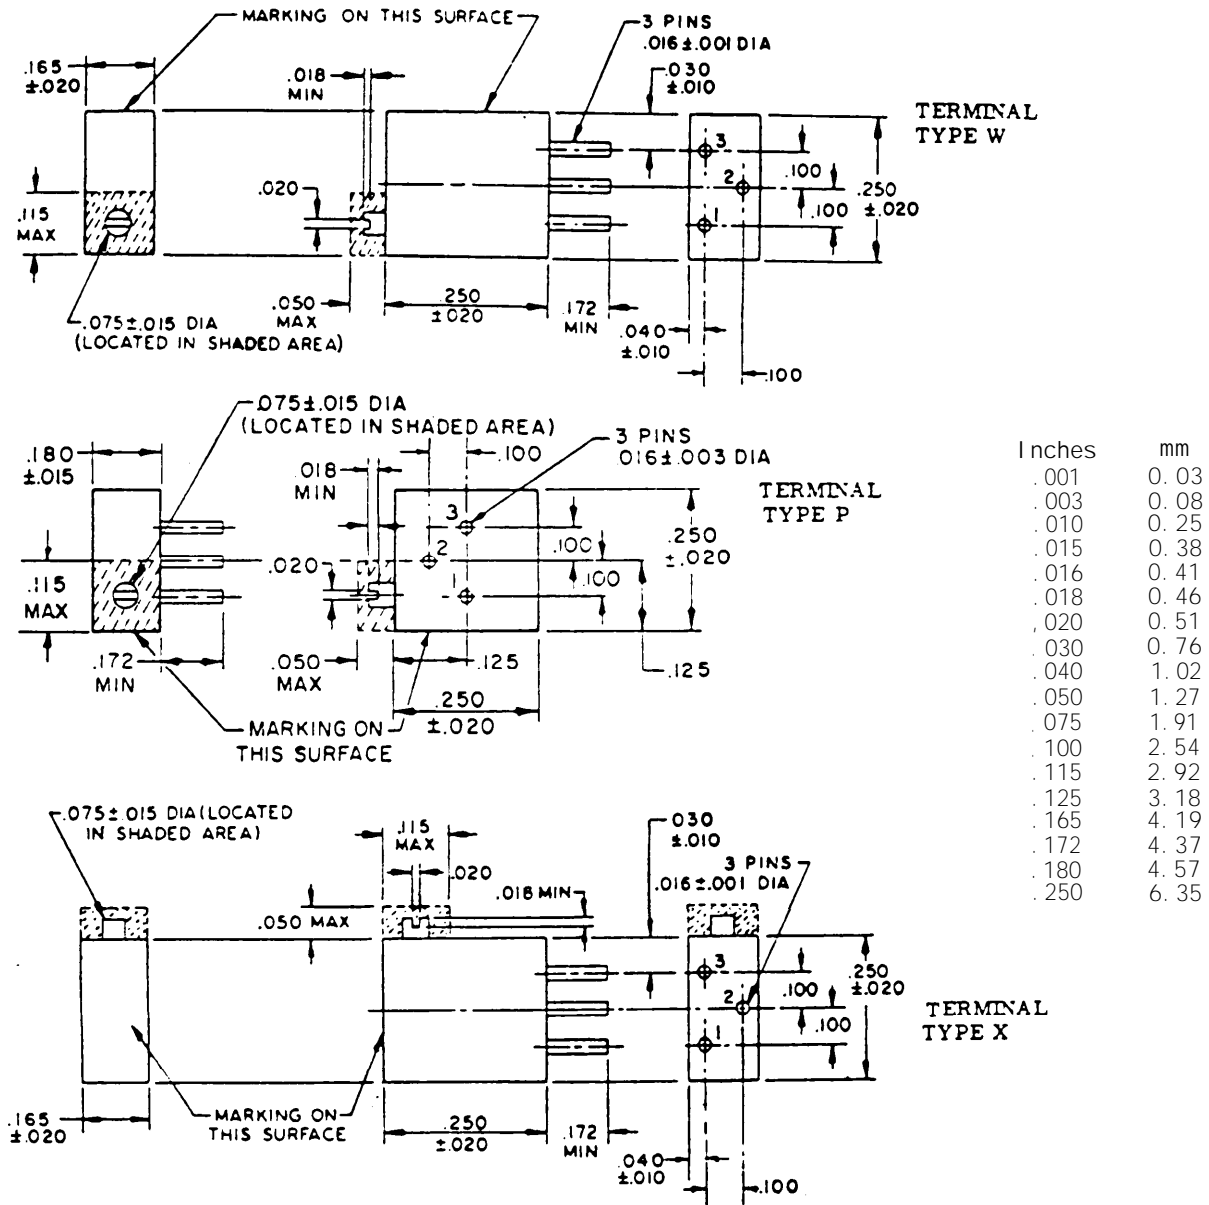 MARKING ON THIS SURFACE
3 PINS
.016±.001 DIA
.165
±.020
.018
MIN
.030
±.010
TERMINAL
TYPE W
3
.100
2
.250
±.020
.020
.115
MAX
1
.100
.050
MAX
.250
±.020
.172
MIN
.075±.015 DIA
(LOCATED IN SHADED AREA)
.040
±.010
.100
.075±.015 DIA
(LOCATED IN SHADED AREA)
3 PINS
.016±.003 DIA
.180
±.015
.018
MIN
.100
TERMINAL
TYPE P
3
.250
±.020
.100
2
.020
.100
1
.115
MAX
.172
MIN
.050
MAX
.125
.125
.250
±.020
MARKING ON
THIS SURFACE
Inches mm
.001 0.03
.003 0.08
.010 0.25
.015 0.38
.016 0.41
.018 0.46
,020 0.51
.030 0.76
.040 1.02
.050 1.27
.075 1.91
.100 2.54
.115 2.92
.125 3.18
.165 4.19
.172 4.37
.180 4.57
.250 6.35
.075±.015 DIA (LOCATED
IN SHADED AREA)
.115
MAX
.020
.030
±.010
3 PINS
.016±.001 DIA
.018 MIN
.050 MAX
3
.250
±.020
.100
2
.100
1
TERMINAL
TYPE X
MARKING ON
THIS SURFACE
.165
±.020
.250
±.020
.172
MIN
.040
±.010
.100